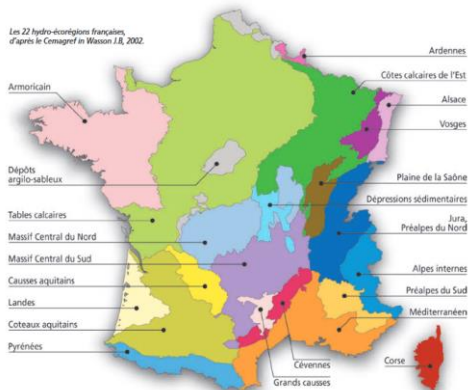 Les 22 hydro-écorégions françaises,
d'après le Cemagref in Wasson J.B, 2002.
Ardennes
Côtes calcaires de l'Est
Armoricain
Alsace
Vosges
Dépôts
argilo-sableux
Plaine de la Saône
Dépressions sédimentaires
Tables calcaires
Jura,
Préalpes du Nord
Massif Central du Nord
Massif Central du Sud
Alpes internes
Causses aquitains
Préalpes du Sud
Landes
Méditerranéen
Coteaux aquitains
Pyrénées
Cévennes
Corse
Grands causses